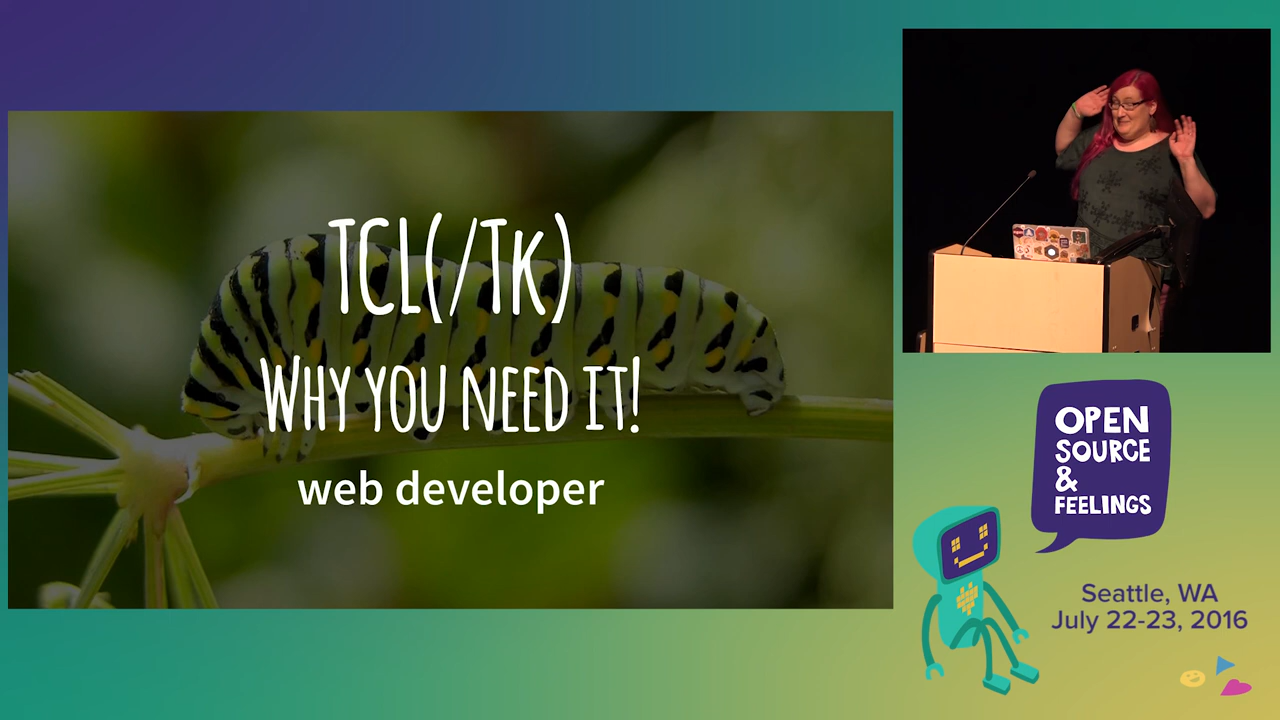 TCL(/TK)
WHY YOU NEED IT!
web developer
OPEN
SOURCE
&
FEELINGS
Seattle, WA
July 22-23, 2016